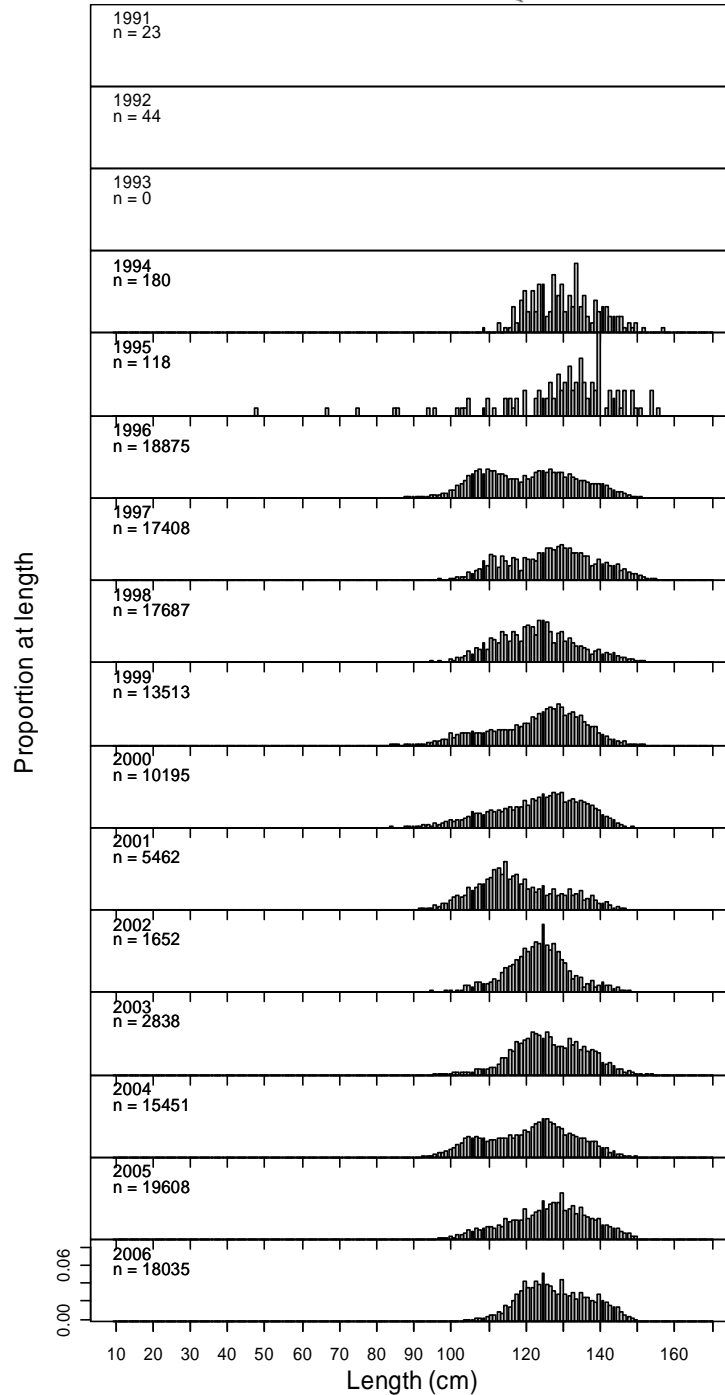 1991
n = 23
1992
n = 44
1993
n = 0
1994
n = 180
1995
n = 118
1996
n = 18875
1997
n = 17408
1998
n = 17687
1999
n = 13513
2000
n = 10195
2001
n = 5462
2002
n = 1652
2003
n = 2838
2004
n = 15451
2005
n = 19608
2006
n = 18035
Proportion at length
0.06
0.00
10 20 30 40 50 60 70 80 90 100 120 140 160
Length (cm)